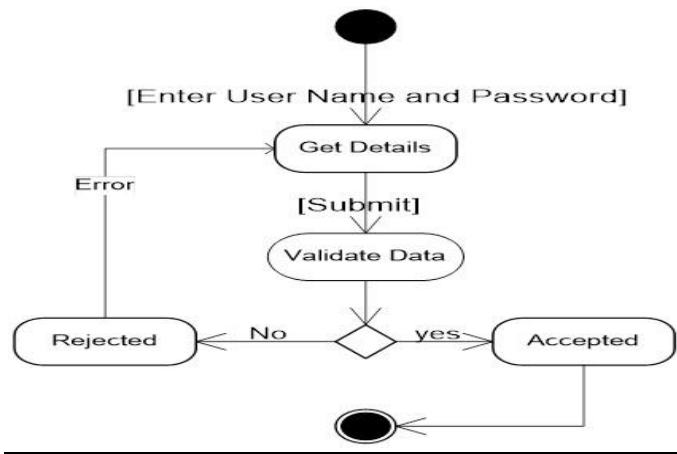 [Enter User Name and Password]
Get Details
Error
[Submit]
Validate Data
Rejected
No
yes
Accepted